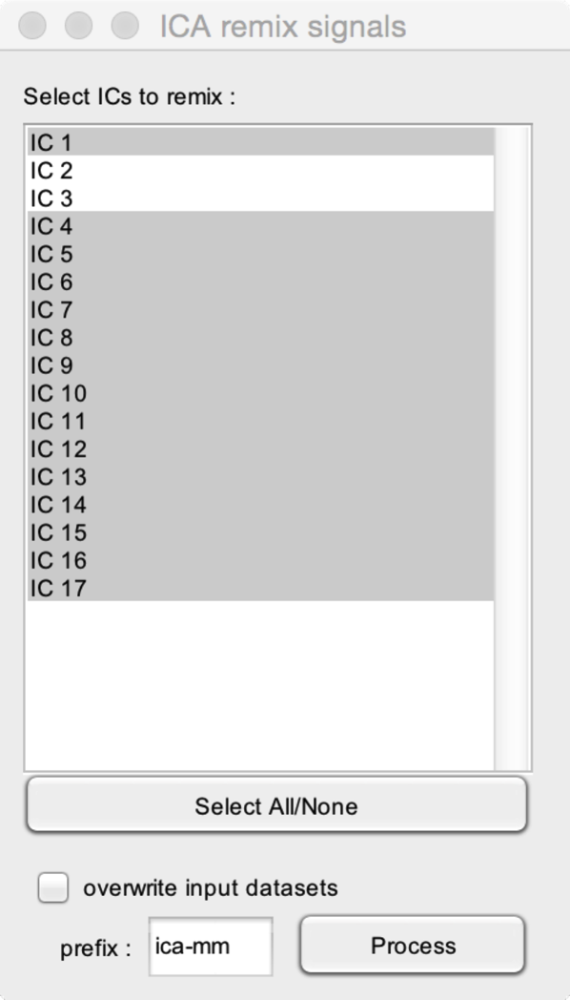 ICA remix signals
Select ICs to remix :
IC 1
IC 2
IC 3
IC 4
IC 5
IC 6
IC 7
IC 8
IC 9
IC 10
IC 11
IC 12
IC 13
IC 14
IC 15
IC 16
IC 17
Select All/None
overwrite input datasets
prefix : ica-mm Process